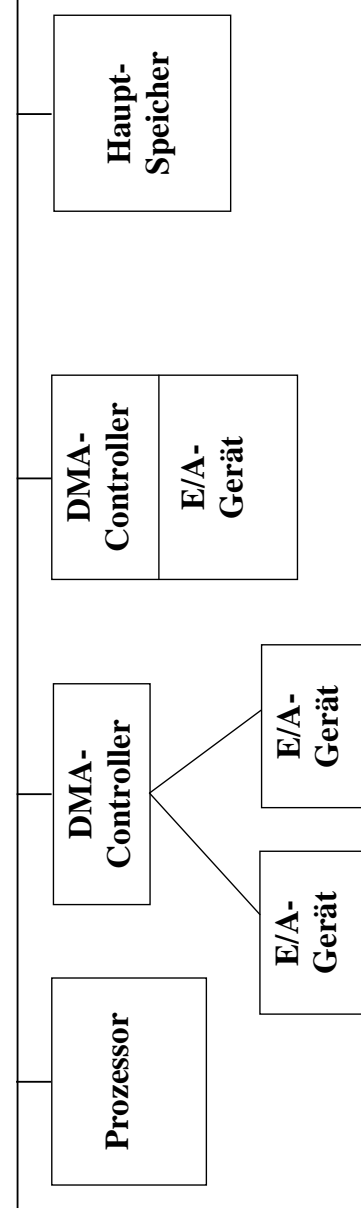 Prozessor
DMA-
Controller
E/A-
Gerät
E/A-
Gerät
DMA-
Controller
E/A-
Gerät
Haupt-
Speicher